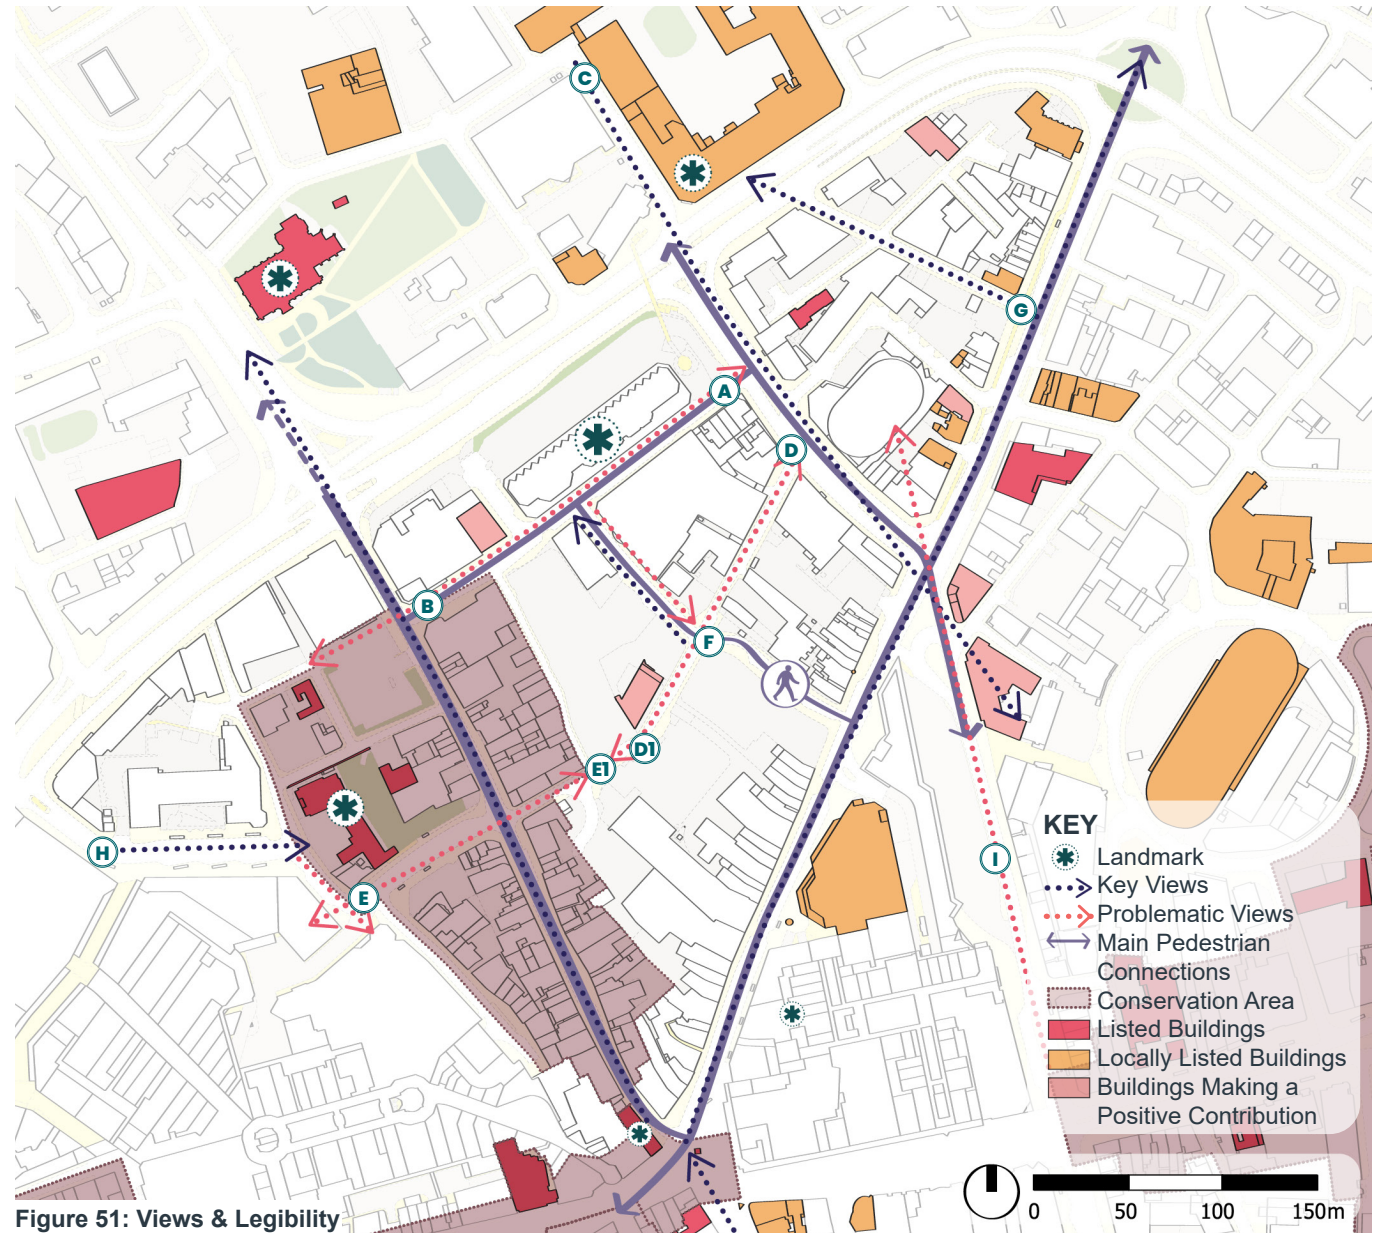 C
G
A
D
B
F
D1
E1
H
E
I
KEY
Landmark
Key Views
Problematic Views
Main Pedestrian
Connections
Conservation Area
Listed Buildings
Locally Listed Buildings
Buildings Making a
Positive Contribution
0 50 100 150m
Figure 51: Views & Legibility